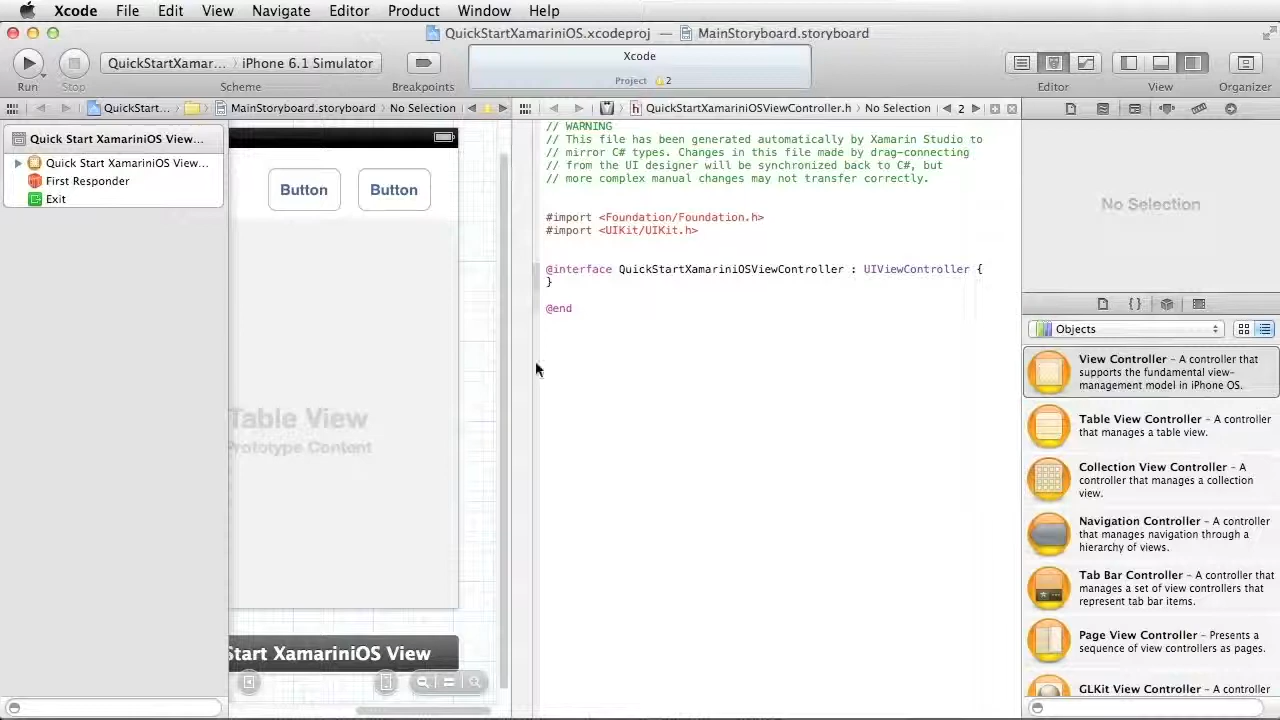 Xcode File Edit View Navigate Editor Product Window Help
QuickStartXamariniOS.xcodeproj — MainStoryboard.storyboard
QuickStartXamar... iPhone 6.1 Simulator
Xcode
Project 2
Run Stop Scheme Breakpoints Editor View Organizer
QuickStart... MainStoryboard.storyboard No Selection
QuickStartXamariniOSViewController.h No Selection 2
Quick Start XamariniOS View...
Quick Start XamariniOS View...
First Responder
Exit
Button Button
Table View
Prototype Content
Start XamariniOS View
// WARNING
// This file has been generated automatically by Xamarin Studio to
// mirror C# types. Changes in this file made by drag-connecting
// from the UI designer will be synchronized back to C#, but
// more complex manual changes may not transfer correctly.
#import <Foundation/Foundation.h>
#import <UIKit/UIKit.h>
@interface QuickStartXamariniOSViewController : UIViewController {
}
@end
No Selection
{}
Objects
View Controller – A controller that
supports the fundamental view-
management model in iPhone OS.
Table View Controller – A controller
that manages a table view.
Collection View Controller – A
controller that manages a collection
view.
Navigation Controller – A controller
that manages navigation through a
hierarchy of views.
Tab Bar Controller – A controller that
manages a set of view controllers that
represent tab bar items.
Page View Controller – Presents a
sequence of view controllers as pages.
GLKit View Controller – A controller